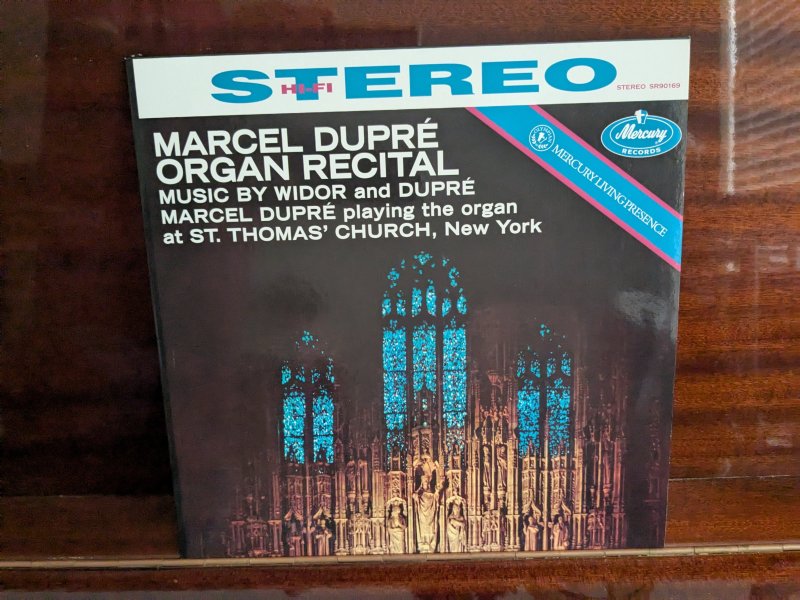 STEREO
HI-FI
STEREO SR90169
MARCEL DUPRÉ
ORGAN RECITAL
MUSIC BY WIDOR and DUPRÉ
MARCEL DUPRÉ playing the organ
at ST. THOMAS' CHURCH, New York
Mercury
RECORDS
MERCURY LIVING PRESENCE